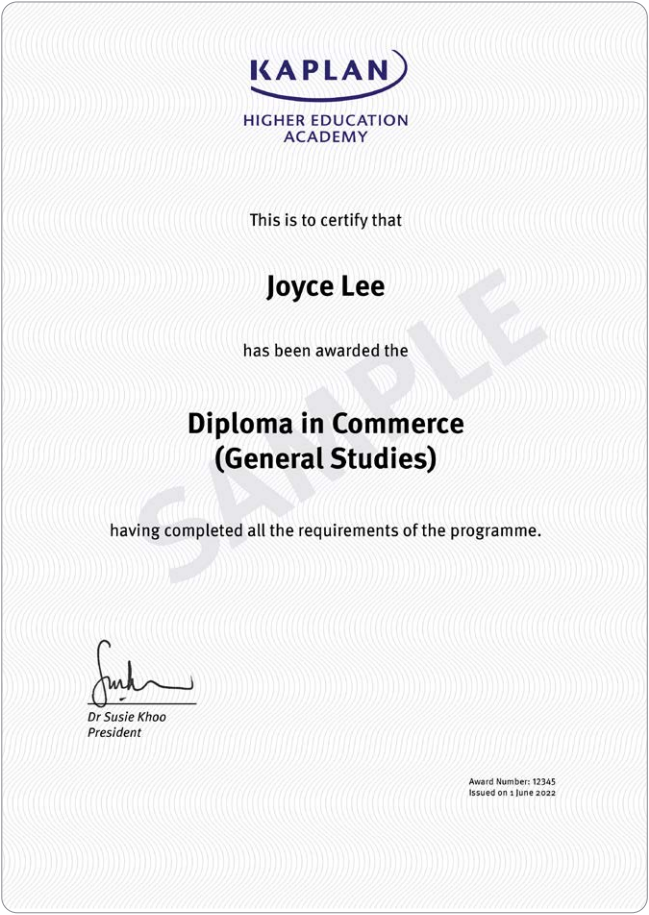 KAPLAN
HIGHER EDUCATION
ACADEMY
This is to certify that
Joyce Lee
has been awarded the
Diploma in Commerce
(General Studies)
having completed all the requirements of the programme.
SAMPLE
Dr Susie Khoo
President
Award Number: 12345
Issued on 1 June 2022